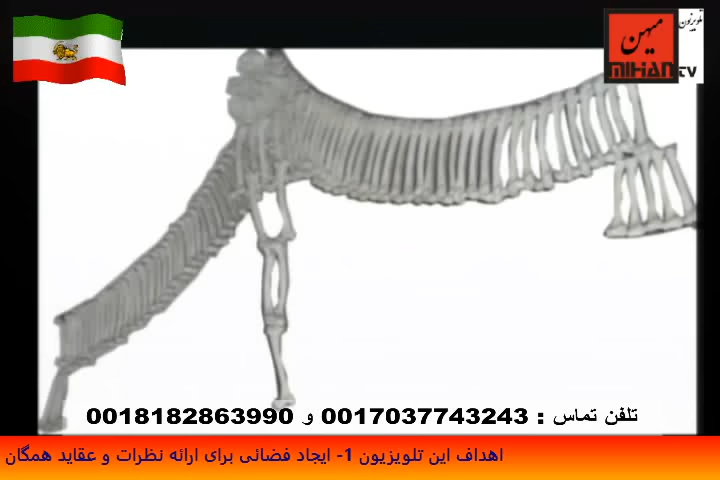 تلویزیون
میهن
MIHAN tv
تلفن تماس : 0017037743243 و 0018182863990
اهداف این تلویزیون 1- ایجاد فضائی برای ارائه نظرات و عقاید همگان